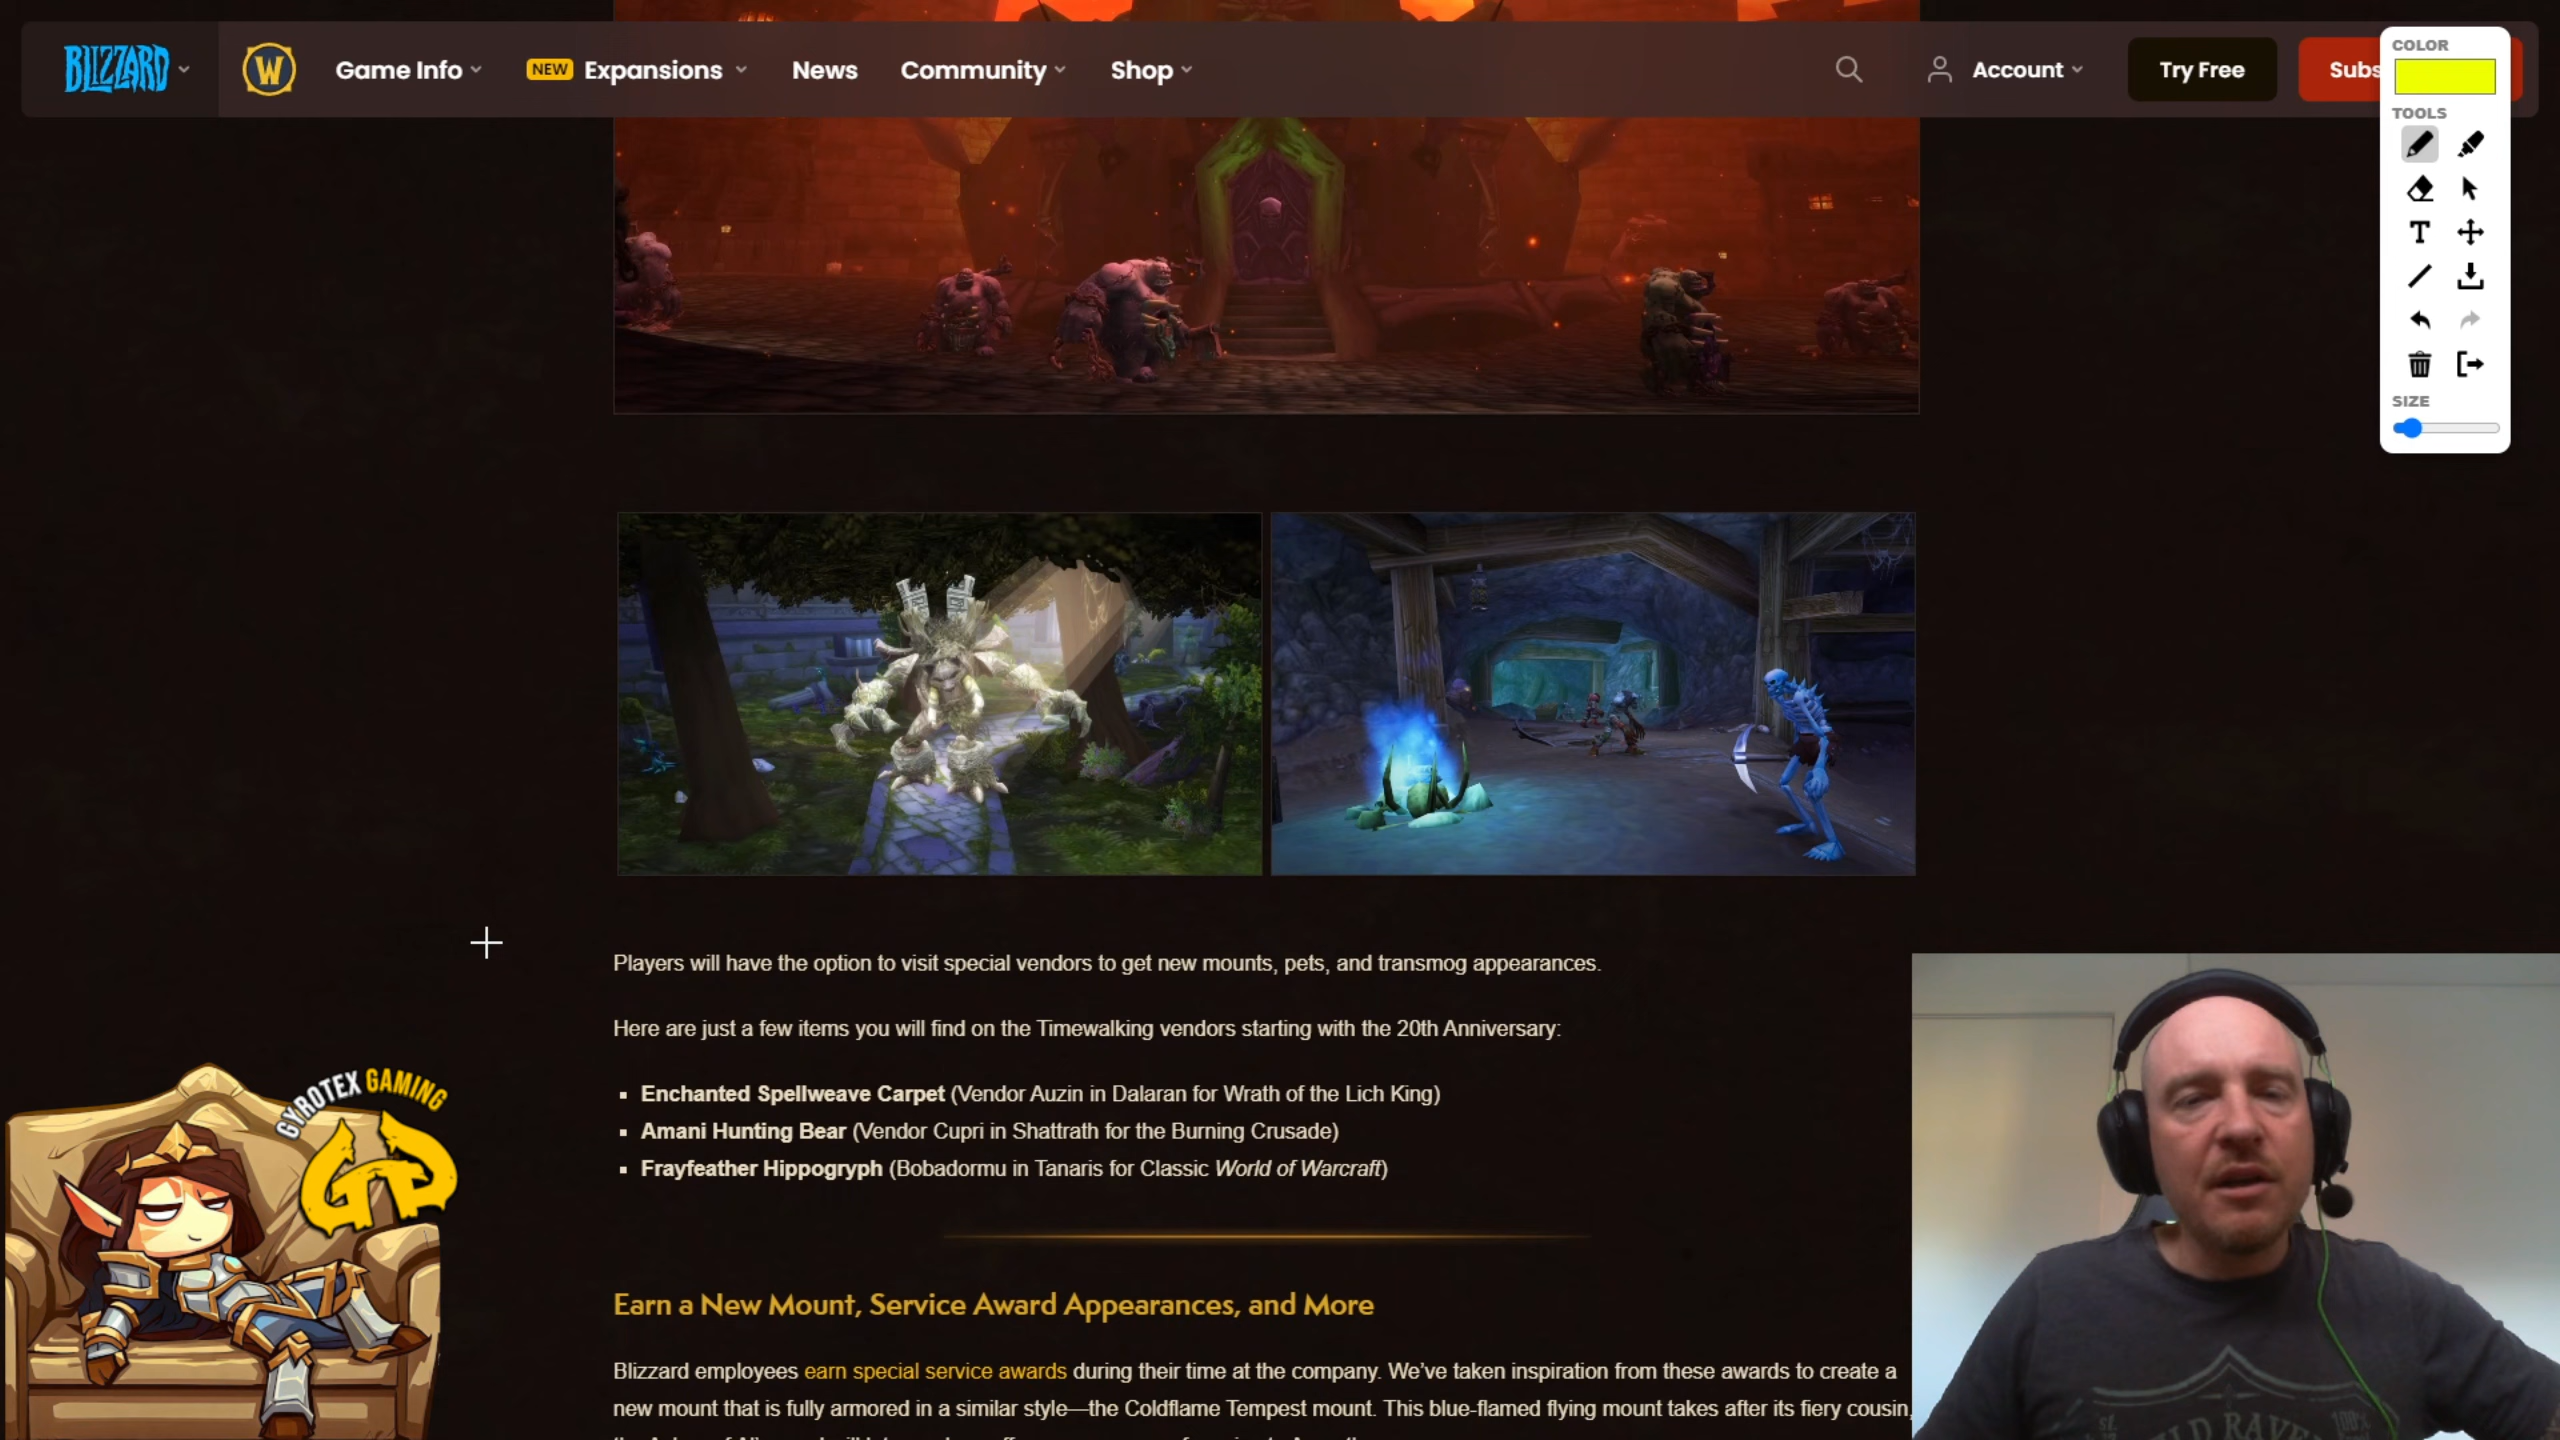 BLIZZARD
W
Game Info
NEW Expansions
News
Community
Shop
Account
Try Free
Subs
COLOR
TOOLS
T
SIZE
Players will have the option to visit special vendors to get new mounts, pets, and transmog appearances.
Here are just a few items you will find on the Timewalking vendors starting with the 20th Anniversary:
▪ Enchanted Spellweave Carpet (Vendor Auzin in Dalaran for Wrath of the Lich King)
▪ Amani Hunting Bear (Vendor Cupri in Shattrath for the Burning Crusade)
▪ Frayfeather Hippogryph (Bobadormu in Tanaris for Classic World of Warcraft)
GYROTEX GAMING
GG
Earn a New Mount, Service Award Appearances, and More
Blizzard employees earn special service awards during their time at the company. We've taken inspiration from these awards to create a
new mount that is fully armored in a similar style—the Coldflame Tempest mount. This blue-flamed flying mount takes after its fiery cousin,